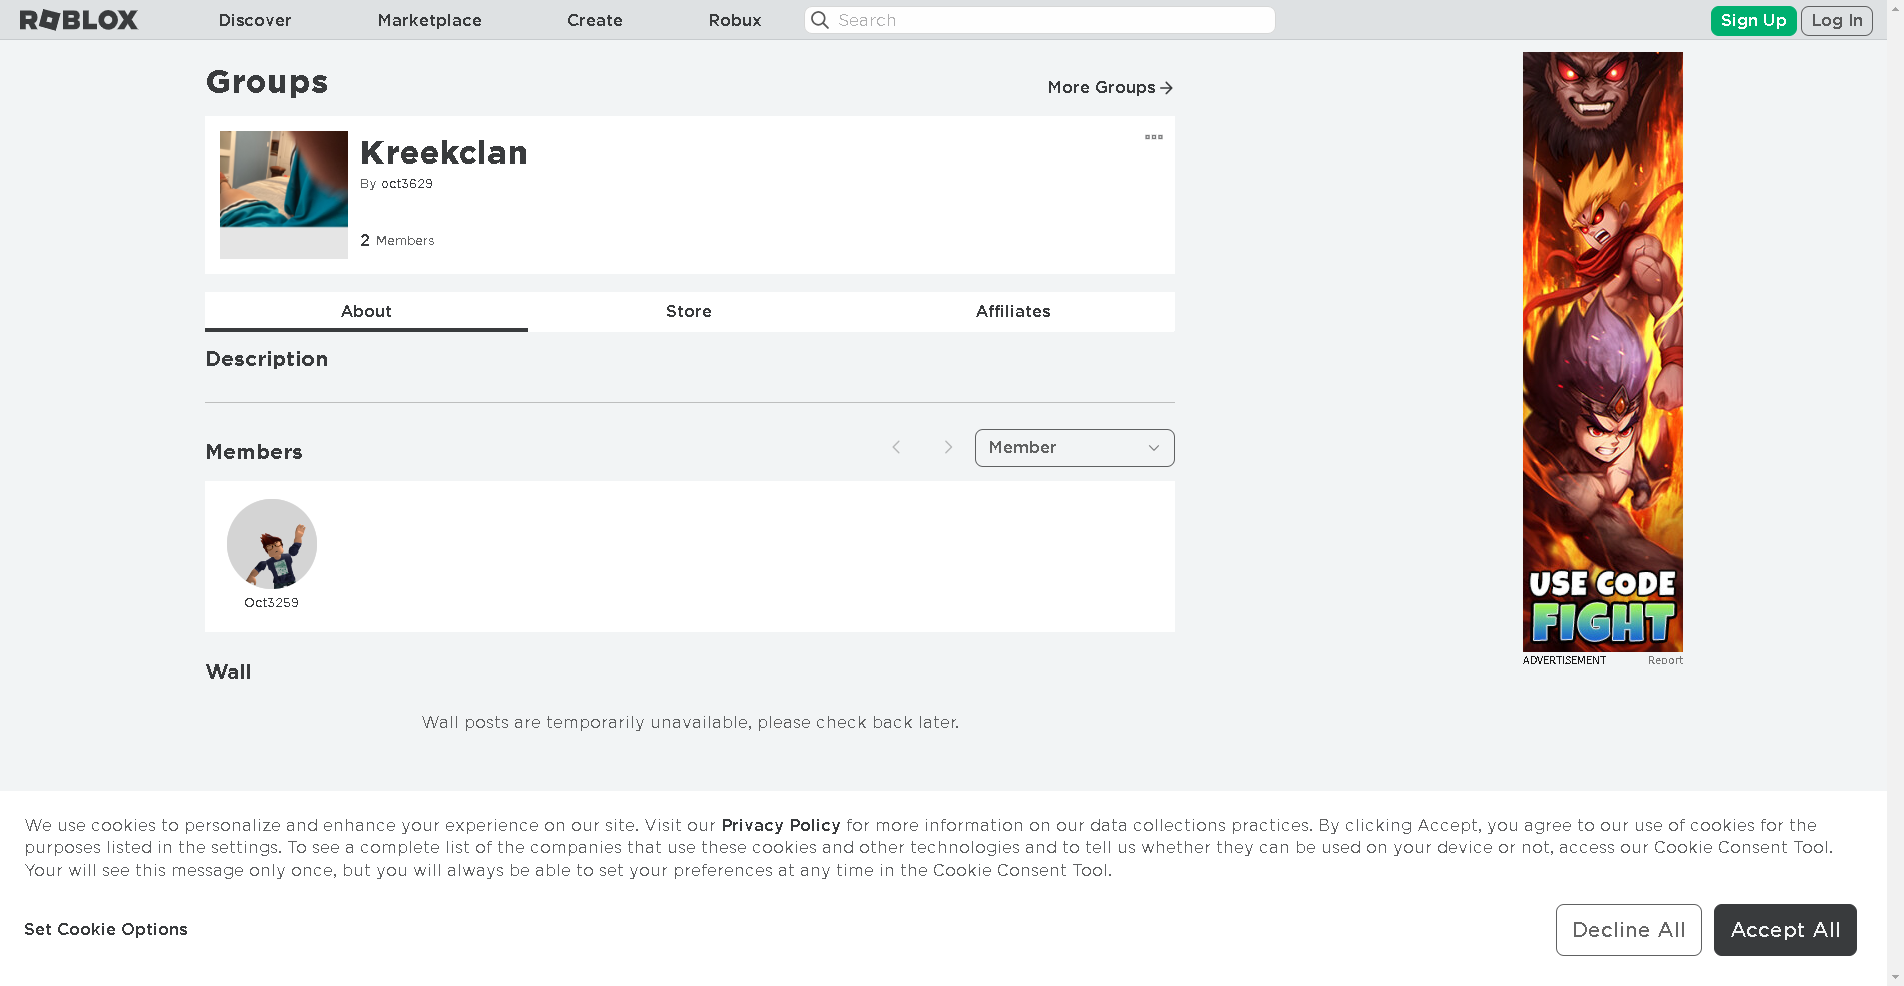 ROBLOX Discover Marketplace Create Robux Search Sign Up Log In
Groups
More Groups
Kreekclan
By oct3629
2 Members
About Store Affiliates
Description
Members
Member
Oct3259
Wall
Wall posts are temporarily unavailable, please check back later.
USE CODE
FIGHT
ADVERTISEMENT Report
We use cookies to personalize and enhance your experience on our site. Visit our Privacy Policy for more information on our data collections practices. By clicking Accept, you agree to our use of cookies for the
purposes listed in the settings. To see a complete list of the companies that use these cookies and other technologies and to tell us whether they can be used on your device or not, access our Cookie Consent Tool.
Your will see this message only once, but you will always be able to set your preferences at any time in the Cookie Consent Tool.
Set Cookie Options
Decline All
Accept All